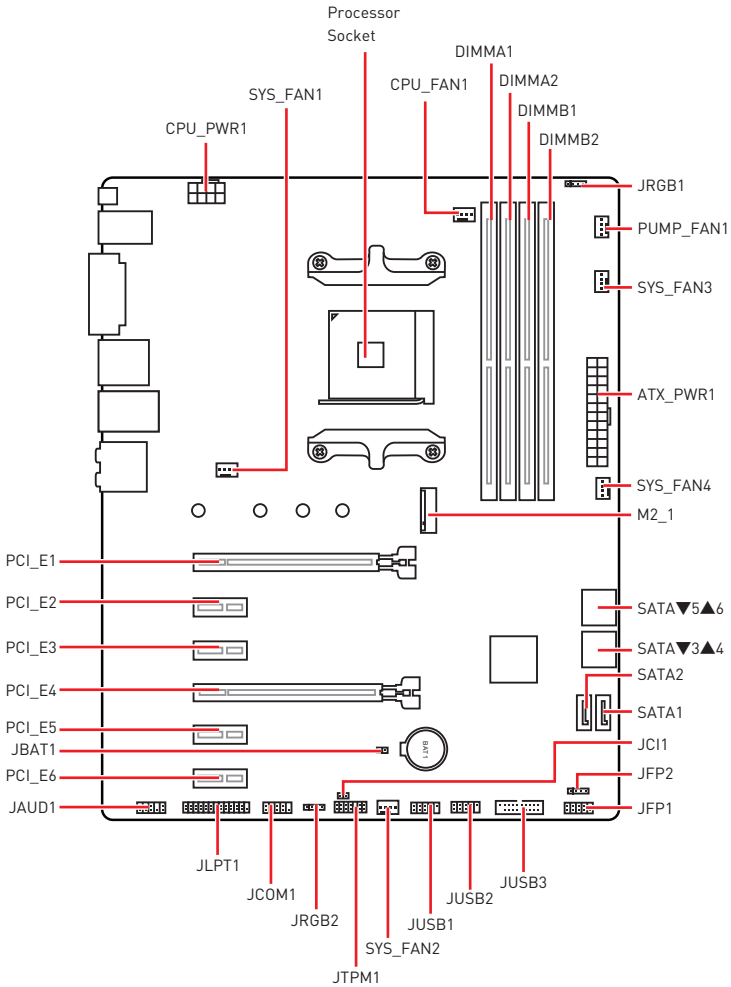 Processor
Socket
DIMMA1
CPU_FAN1
DIMMA2
SYS_FAN1
DIMMB1
CPU_PWR1
DIMMB2
JRGB1
PUMP_FAN1
SYS_FAN3
ATX_PWR1
SYS_FAN4
M2_1
PCI_E1
PCI_E2
SATA▼5▲6
PCI_E3
SATA▼3▲4
SATA2
PCI_E4
SATA1
PCI_E5
JBAT1
BAT1
JCI1
PCI_E6
JFP2
JAUD1
JFP1
JLPT1
JCOM1
JRGB2
JTPM1
SYS_FAN2
JUSB1
JUSB2
JUSB3